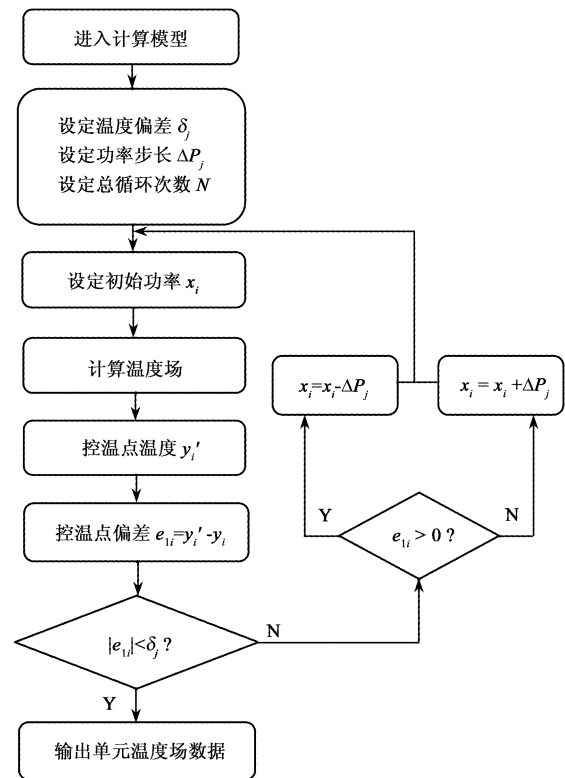 进入计算模型
设定温度偏差 δj
设定功率步长 ΔPj
设定总循环次数 N
设定初始功率 xi
计算温度场
xi=xi-ΔPj
xi = xi +ΔPj
控温点温度 yi′
控温点偏差 e1i=yi′-yi
Y
e1i > 0 ?
N
|e1i|<δj ?
N
Y
输出单元温度场数据